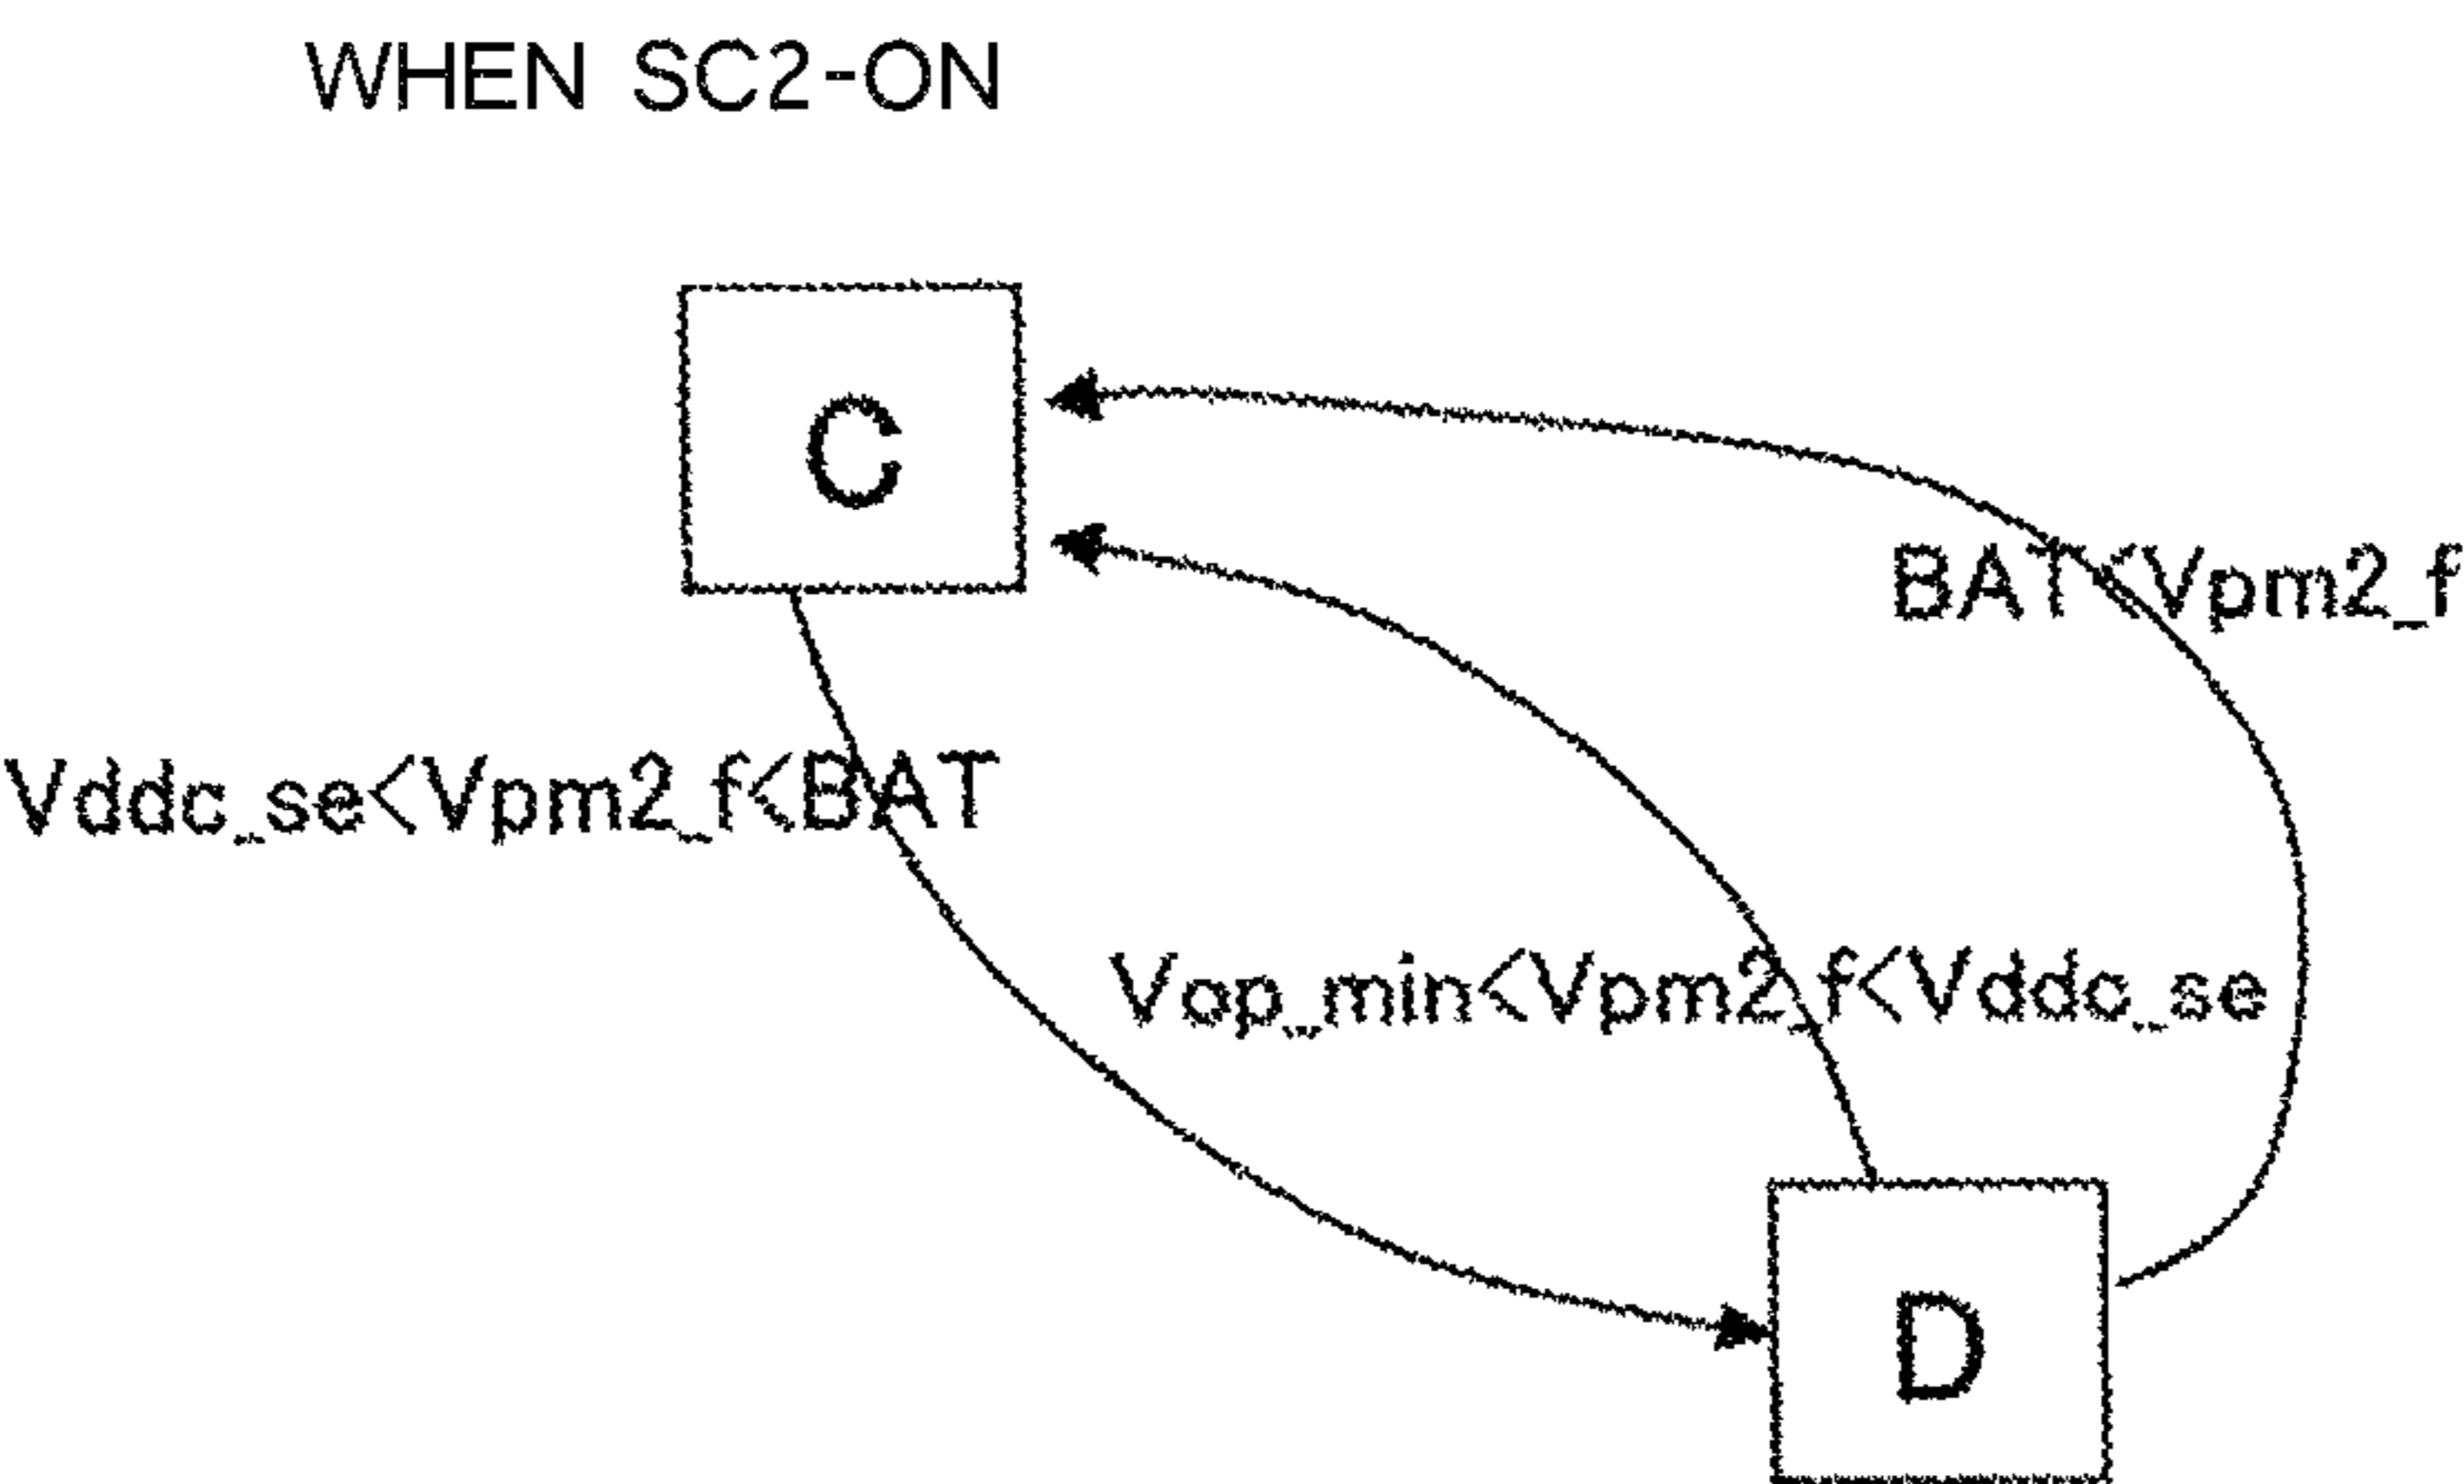 WHEN SC2-ON
C
BAT<Vpm2_f
Vddc_se<Vpm2_f<BAT
Vop_min<Vpm2_f<Vddc_se
D